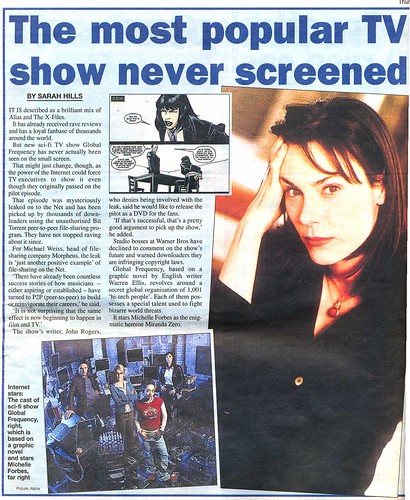 Thur
The most popular TV
show never screened
BY SARAH HILLS
IT IS described as a brilliant mix of
Alias and The X-Files.
It has already received rave reviews
and has a loyal fanbase of thousands
around the world.
But new sci-fi TV show Global
Frequency has never actually been
seen on the small screen.
That might just change, though, as
the power of the Internet could force
TV executives to show it even
though they originally passed on the
pilot episode.
That episode was mysteriously
leaked on to the Net and has been
picked up by thousands of down-
loaders using the unauthorised Bit
Torrent peer-to-peer file-sharing pro-
gram. They have not stopped raving
about it since.
For Michael Weiss, head of file-
sharing company Morpheus, the leak
is 'just another positive example' of
file-sharing on the Net.
'There have already been countless
success stories of how musicians –
either aspiring or established – have
turned to P2P (peer-to-peer) to build
or reinvigorate their careers,' he said.
'It is not surprising that the same
effect is now beginning to happen in
film and TV.'
The show's writer, John Rogers,
who denies being involved with the
leak, said he would like to release the
pilot as a DVD for the fans.
'If that's successful, that's a pretty
good argument to pick up the show,'
he added.
Studio bosses at Warner Bros have
declined to comment on the show's
future and warned downloaders they
are infringing copyright laws.
Global Frequency, based on a
graphic novel by English writer
Warren Ellis, revolves around a
secret global organisation of 1,001
'hi-tech people'. Each of them pos-
sesses a special talent used to fight
bizarre world threats.
It stars Michelle Forbes as the enig-
matic heroine Miranda Zero.
Internet
stars:
The cast of
sci-fi show
Global
Frequency,
right,
which is
based on
a graphic
novel
and stars
Michelle
Forbes,
far right
Picture: Alpha